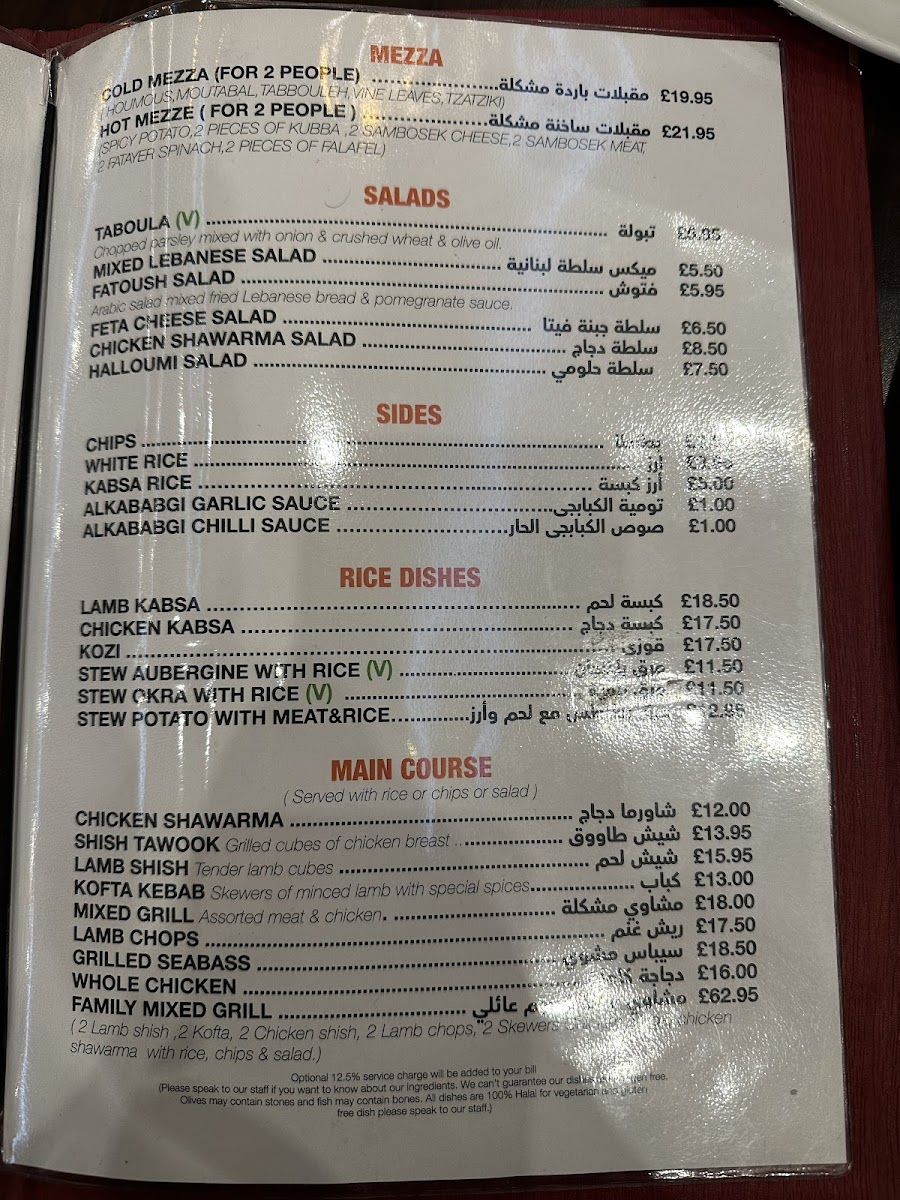 MEZZA
COLD MEZZA (FOR 2 PEOPLE) .......................... مقبلات باردة مشكلة £19.95
(HOUMOUS,MOUTABAL,TABBOULEH,VINE LEAVES,TZATZIKI)
HOT MEZZE ( FOR 2 PEOPLE ) .......................... مقبلات ساخنة مشكلة £21.95
(SPICY POTATO,2 PIECES OF KUBBA ,2 SAMBOSEK CHEESE,2 SAMBOSEK MEAT,
2 FATAYER SPINACH,2 PIECES OF FALAFEL)
SALADS
TABOULA (V) .......................... تبولة
Chopped parsley mixed with onion & crushed wheat & olive oil.
MIXED LEBANESE SALAD .......................... ميكس سلطة لبنانية £5.50
FATOUSH SALAD .......................... فتوش £5.95
Arabic salad mixed fried Lebanese bread & pomegranate sauce.
FETA CHEESE SALAD .......................... سلطة جبنة فيتا £6.50
CHICKEN SHAWARMA SALAD .......................... سلطة دجاج £8.50
HALLOUMI SALAD .......................... سلطة حلومي £7.50
SIDES
CHIPS ..........................
WHITE RICE .......................... أرز
KABSA RICE .......................... أرز كبسة £5.00
ALKABABGI GARLIC SAUCE .......................... تومية الكبابجي £1.00
ALKABABGI CHILLI SAUCE .......................... صوص الكبابجي الحار £1.00
RICE DISHES
LAMB KABSA .......................... كبسة لحم £18.50
CHICKEN KABSA .......................... كبسة دجاج £17.50
KOZI .......................... قوزي £17.50
STEW AUBERGINE WITH RICE (V) .......................... مرق £11.50
STEW OKRA WITH RICE (V) .......................... £11.50
STEW POTATO WITH MEAT&RICE .......................... مع لحم وأرز
MAIN COURSE
( Served with rice or chips or salad )
CHICKEN SHAWARMA .......................... شاورما دجاج £12.00
SHISH TAWOOK Grilled cubes of chicken breast .......................... شيش طاووق £13.95
LAMB SHISH Tender lamb cubes .......................... شيش لحم £15.95
KOFTA KEBAB Skewers of minced lamb with special spices .......................... كباب £13.00
MIXED GRILL Assorted meat & chicken. .......................... مشاوي مشكلة £18.00
LAMB CHOPS .......................... ريش غنم £17.50
GRILLED SEABASS .......................... سيباس مشوي £18.50
WHOLE CHICKEN .......................... دجاجة £16.00
FAMILY MIXED GRILL .......................... مشاوي عائلي £62.95
( 2 Lamb shish ,2 Kofta, 2 Chicken shish, 2 Lamb chops, 2 Skewers chicken
shawarma with rice, chips & salad.)
Optional 12.5% service charge will be added to your bill
(Please speak to our staff if you want to know about our ingredients. We can't guarantee our dishes free.
Olives may contain stones and fish may contain bones. All dishes are 100% Halal for vegetarian and gluten
free dish please speak to our staff.)